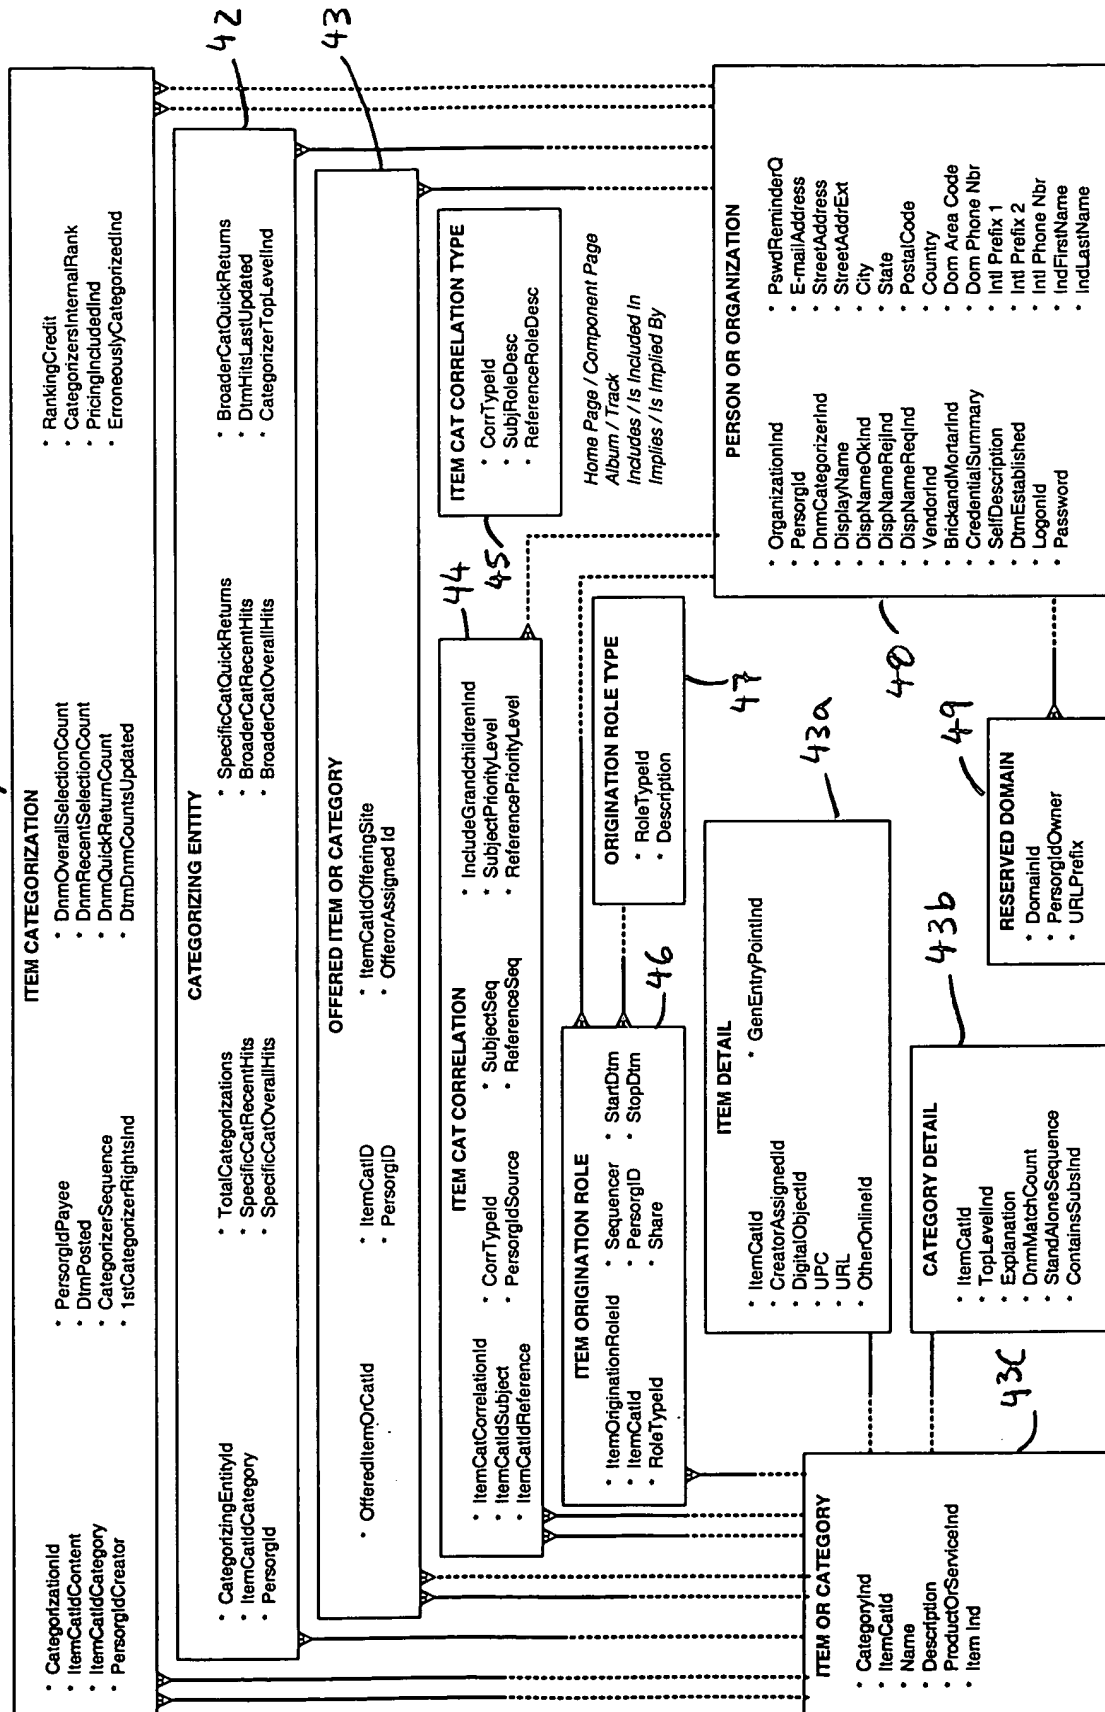 ITEM CATEGORIZATION
* CategorizationId
* ItemCatIdContent
* ItemCatIdCategory
* PersorgIdCreator
* PersorgIdPayee
* DtmPosted
* CategorizerSequence
* 1stCategorizerRightsInd
* DnmOverallSelectionCount
* DnmRecentSelectionCount
* DnmQuickReturnCount
* DtmDnmCountsUpdated
* RankingCredit
* CategorizersInternalRank
* PricingIncludedInd
* ErroneouslyCategorizedInd
42
CATEGORIZING ENTITY
* CategorizingEntityId
* ItemCatIdCategory
* PersorgId
* TotalCategorizations
* SpecificCatRecentHits
* SpecificCatOverallHits
* SpecificCatQuickReturns
* BroaderCatRecentHits
* BroaderCatOverallHits
* BroaderCatQuickReturns
* DtmHitsLastUpdated
* CategorizerTopLevelInd
43
OFFERED ITEM OR CATEGORY
* OfferedItemOrCatId
* ItemCatID
* PersorgID
* ItemCatIdOfferingSite
* OfferorAssigned Id
44
ITEM CAT CORRELATION
* ItemCatCorrelationId
* ItemCatIdSubject
* ItemCatIdReference
* CorrTypeId
* PersorgIdSource
* SubjectSeq
* ReferenceSeq
* IncludeGrandchildrenInd
* SubjectPriorityLevel
* ReferencePriorityLevel
45
ITEM CAT CORRELATION TYPE
* CorrTypeId
* SubjRoleDesc
* ReferenceRoleDesc
Home Page / Component Page
Album / Track
Includes / Is Included In
Implies / Is Implied By
46
ITEM ORIGINATION ROLE
* ItemOriginationRoleId
* ItemCatId
* RoleTypeId
* Sequencer
* PersorgID
* Share
* StartDtm
* StopDtm
47
ORIGINATION ROLE TYPE
* RoleTypeId
* Description
43a
ITEM DETAIL
* ItemCatId
* CreatorAssignedId
* DigitalObjectId
* UPC
* URL
* OtherOnlineId
* GenEntryPointInd
43b
CATEGORY DETAIL
* ItemCatId
* TopLevelInd
* Explanation
* DnmMatchCount
* StandAloneSequence
* ContainsSubsInd
43c
ITEM OR CATEGORY
* CategoryInd
* ItemCatId
* Name
* Description
* ProductOrServiceInd
* Item Ind
49
RESERVED DOMAIN
* DomainId
* PersorgIdOwner
* URLPrefix
40
PERSON OR ORGANIZATION
* OrganizationInd
* PersorgId
* DnmCategorizerInd
* DisplayName
* DispNameOkInd
* DispNameRejInd
* DispNameReqInd
* VendorInd
* BrickandMortarInd
* CredentialSummary
* SelfDescription
* DtmEstablished
* LogonId
* Password
* PswdReminderQ
* E-mailAddress
* StreetAddress
* StreetAddrExt
* City
* State
* PostalCode
* Country
* Dom Area Code
* Dom Phone Nbr
* Intl Prefix 1
* Intl Prefix 2
* Intl Phone Nbr
* IndFirstName
* IndLastName